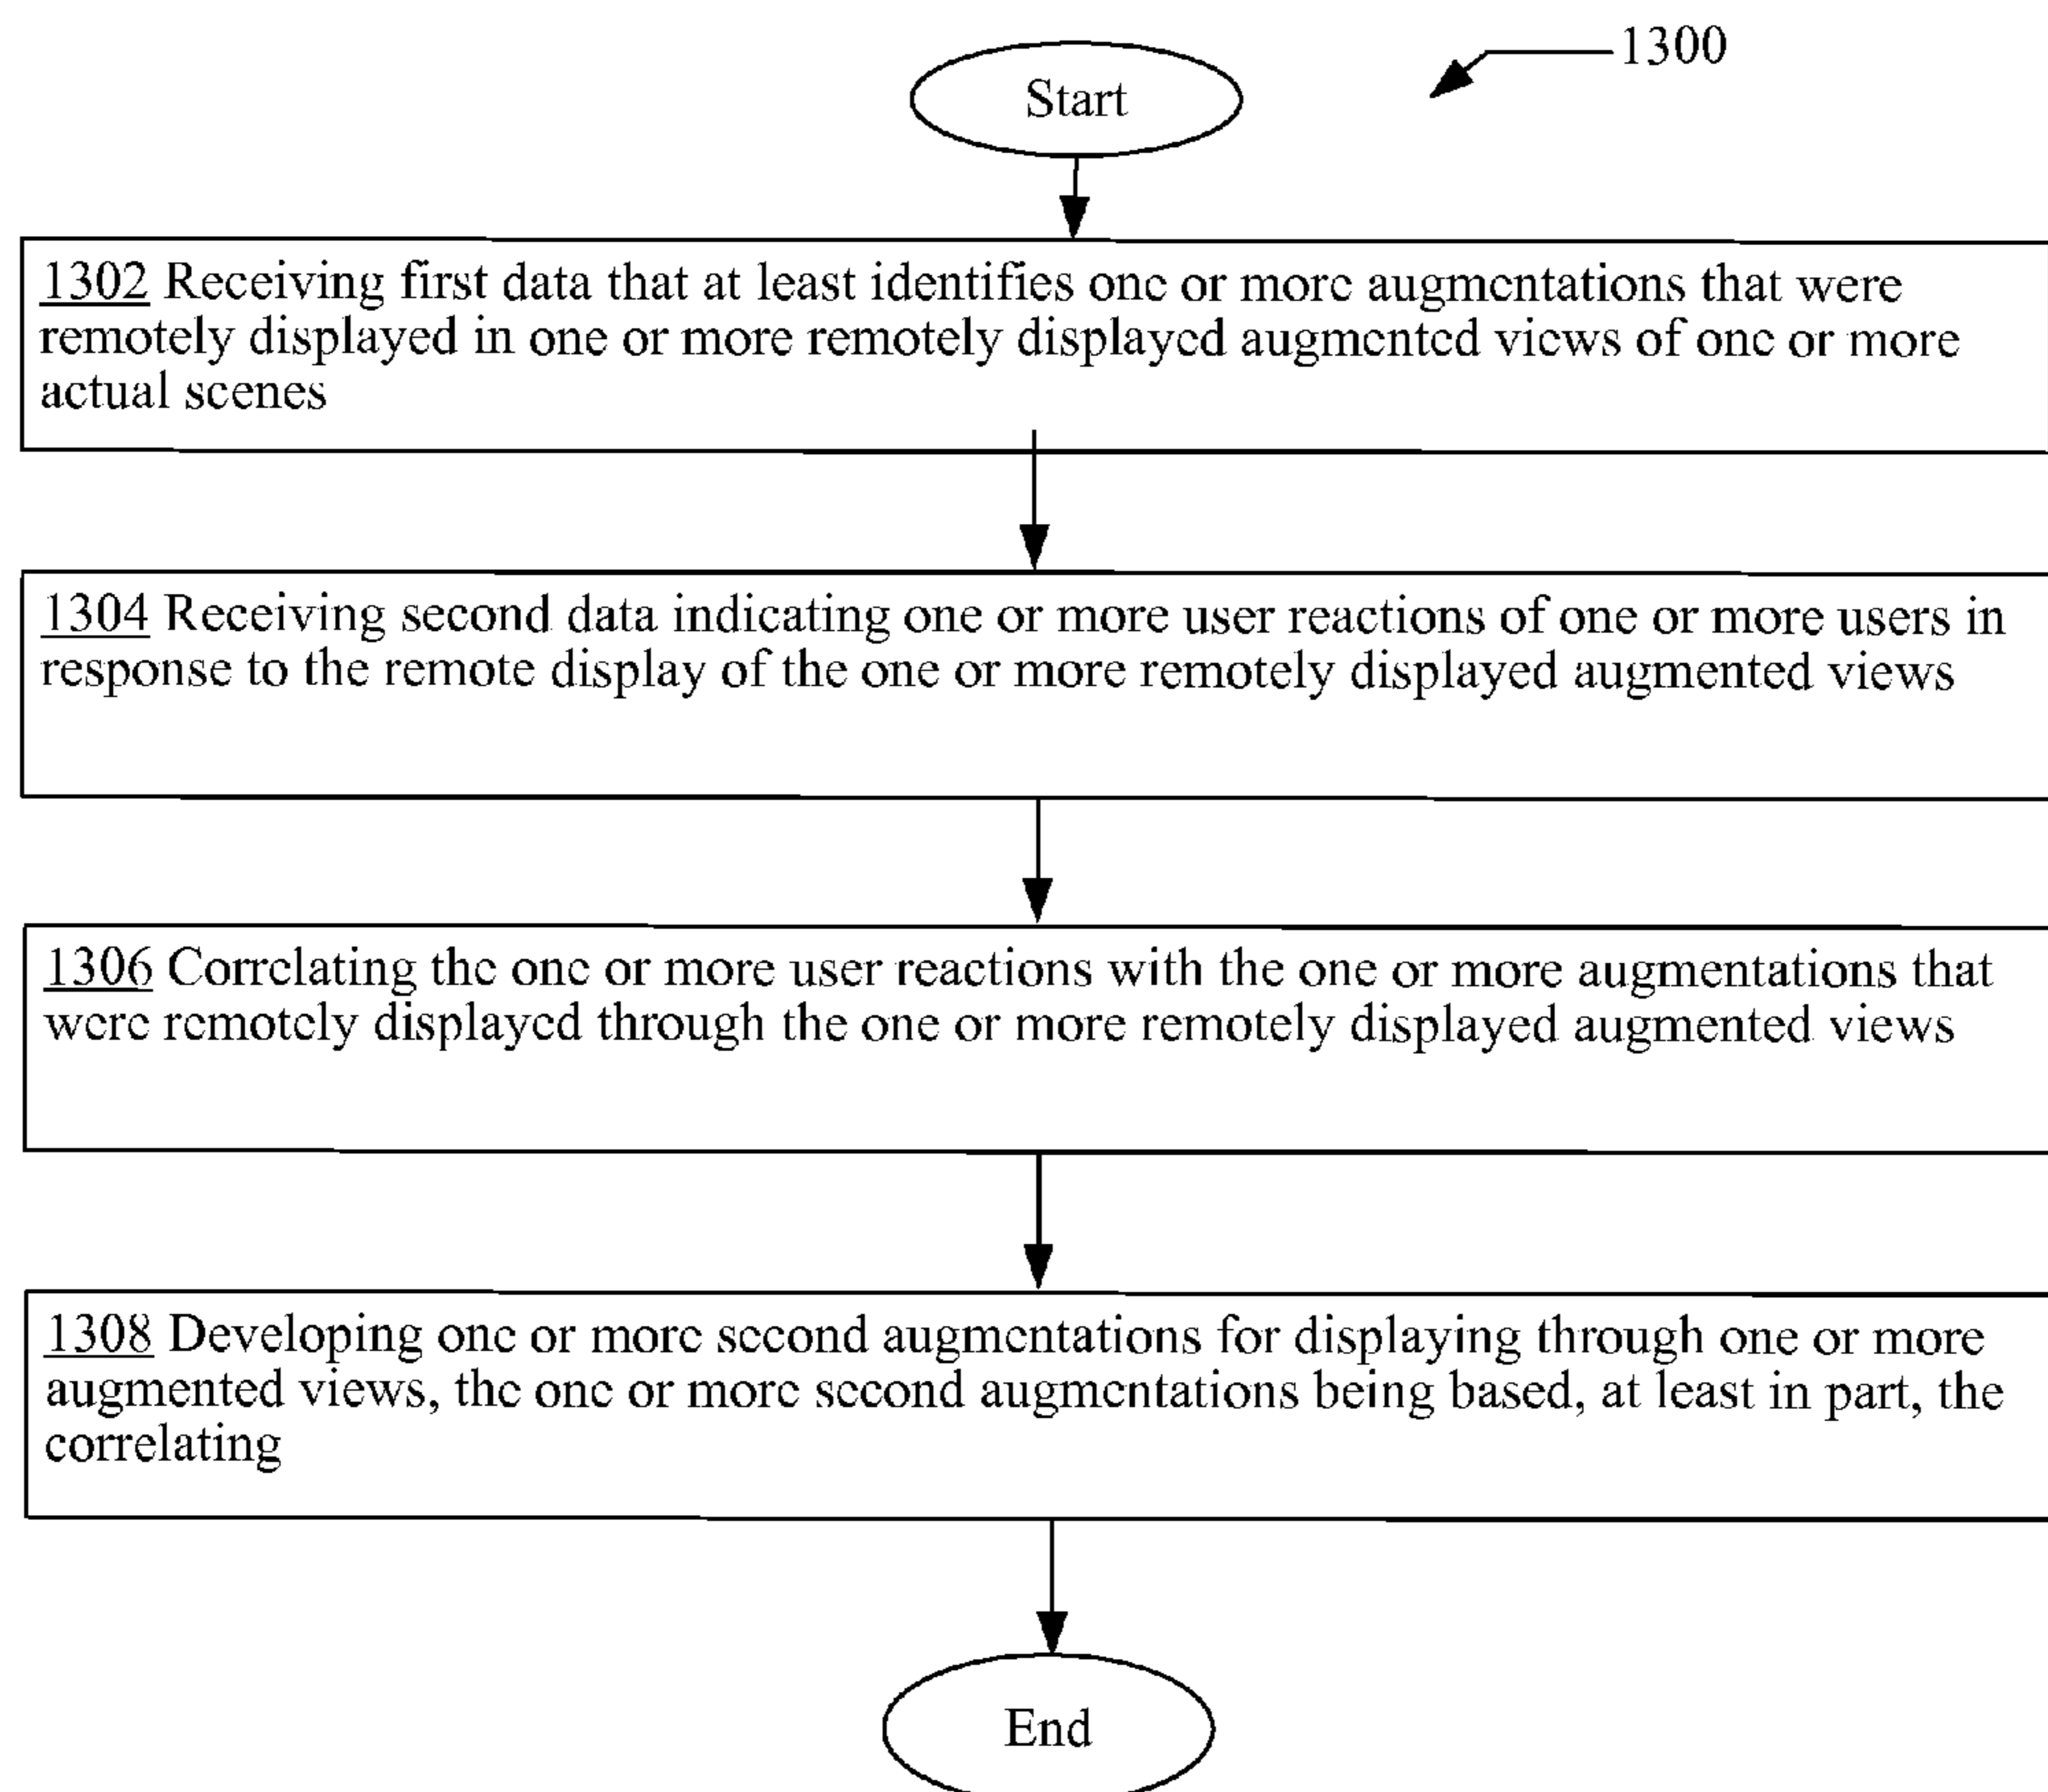 1300
Start
1302 Receiving first data that at least identifies one or more augmentations that were
remotely displayed in one or more remotely displayed augmented views of one or more
actual scenes
1304 Receiving second data indicating one or more user reactions of one or more users in
response to the remote display of the one or more remotely displayed augmented views
1306 Correlating the one or more user reactions with the one or more augmentations that
were remotely displayed through the one or more remotely displayed augmented views
1308 Developing one or more second augmentations for displaying through one or more
augmented views, the one or more second augmentations being based, at least in part, the
correlating
End